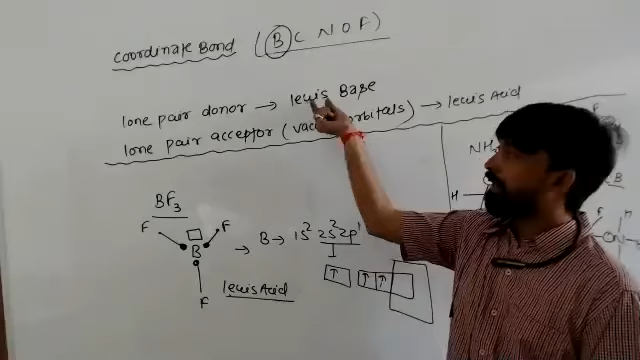 Coordinate Bond (B C N O F)
lone pair donor → lewis Base
lone pair acceptor (vac orbitals) → lewis Acid
BF3
F F
B → B → 1s² 2s² 2p¹
F
lewis Acid
NH
H
B
F
H
N
H